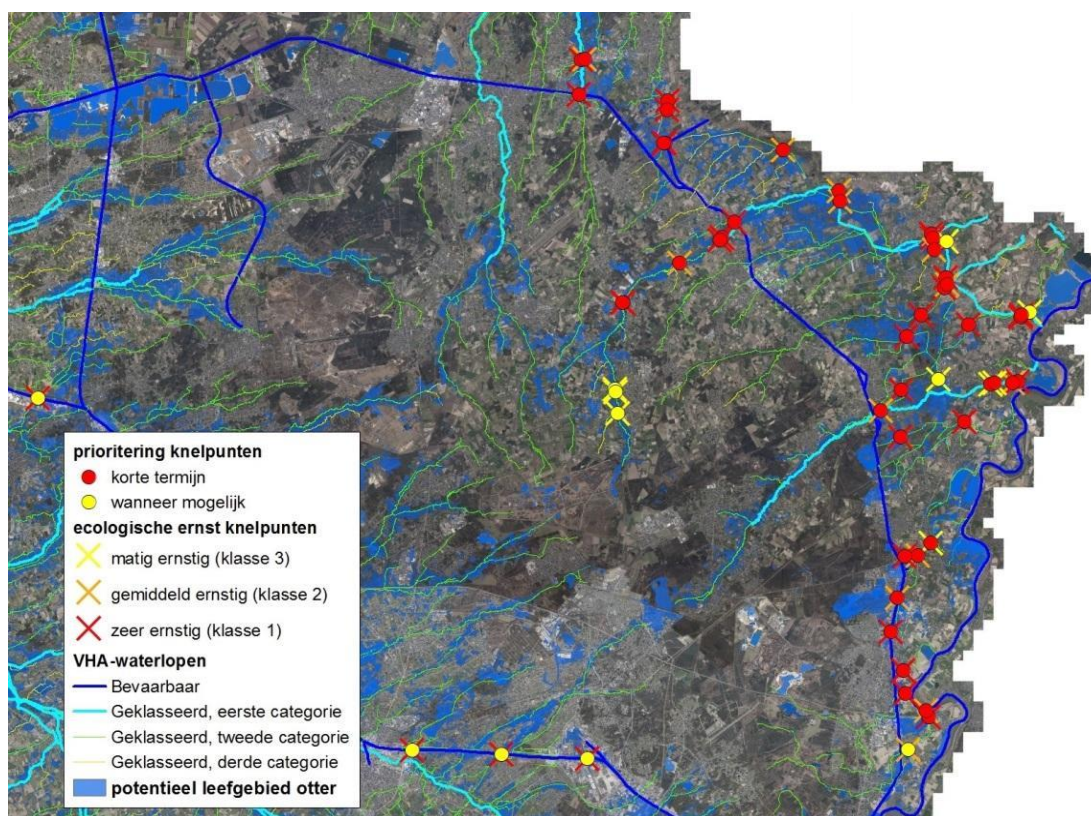 prioritering knelpunten
korte termijn
wanneer mogelijk
ecologische ernst knelpunten
matig ernstig (klasse 3)
gemiddeld ernstig (klasse 2)
zeer ernstig (klasse 1)
VHA-waterlopen
Bevaarbaar
Geklasseerd, eerste categorie
Geklasseerd, tweede categorie
Geklasseerd, derde categorie
potentieel leefgebied otter